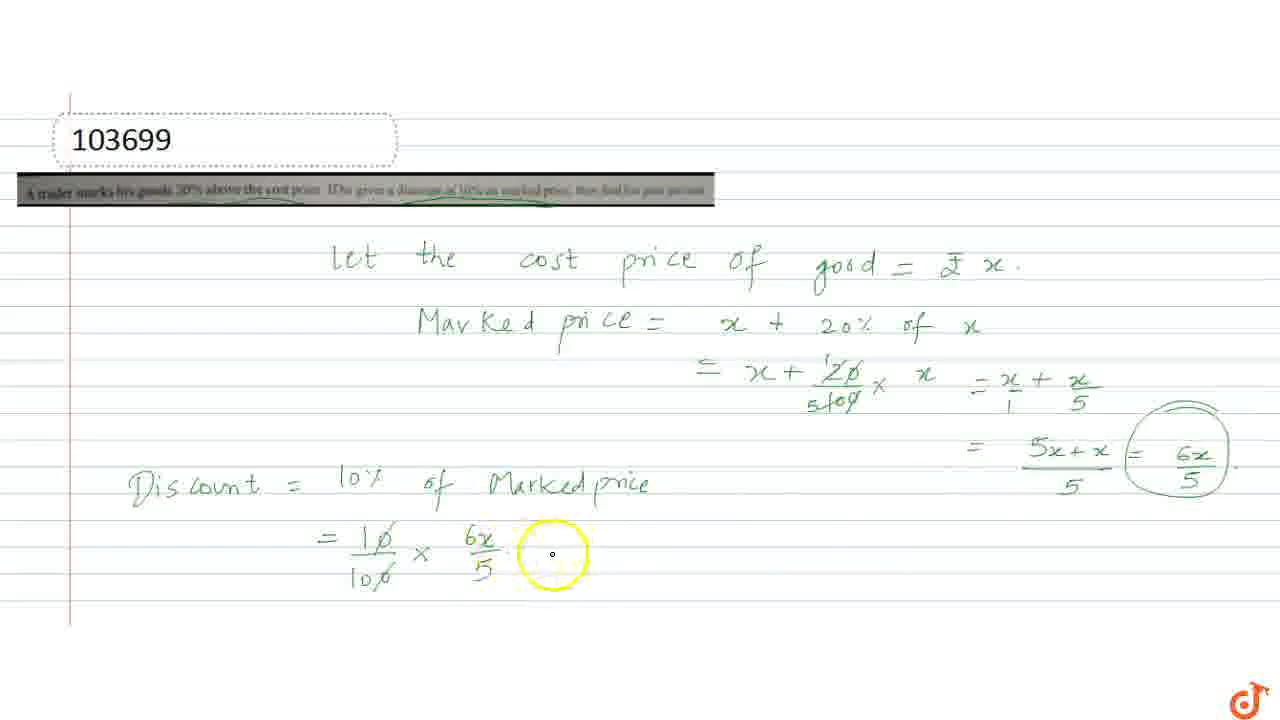 103699
A trader marks his goods 20% above the cost price. If he gives a discount of 10% on marked price, then find his gain percent.
Let the cost price of good = ₹ x.
Marked price = x + 20% of x
= x + 1 20/5 100 × x = x/1 + x/5
= (5x + x)/5 = 6x/5.
Discount = 10% of Marked price
= 10/100 × 6x/5